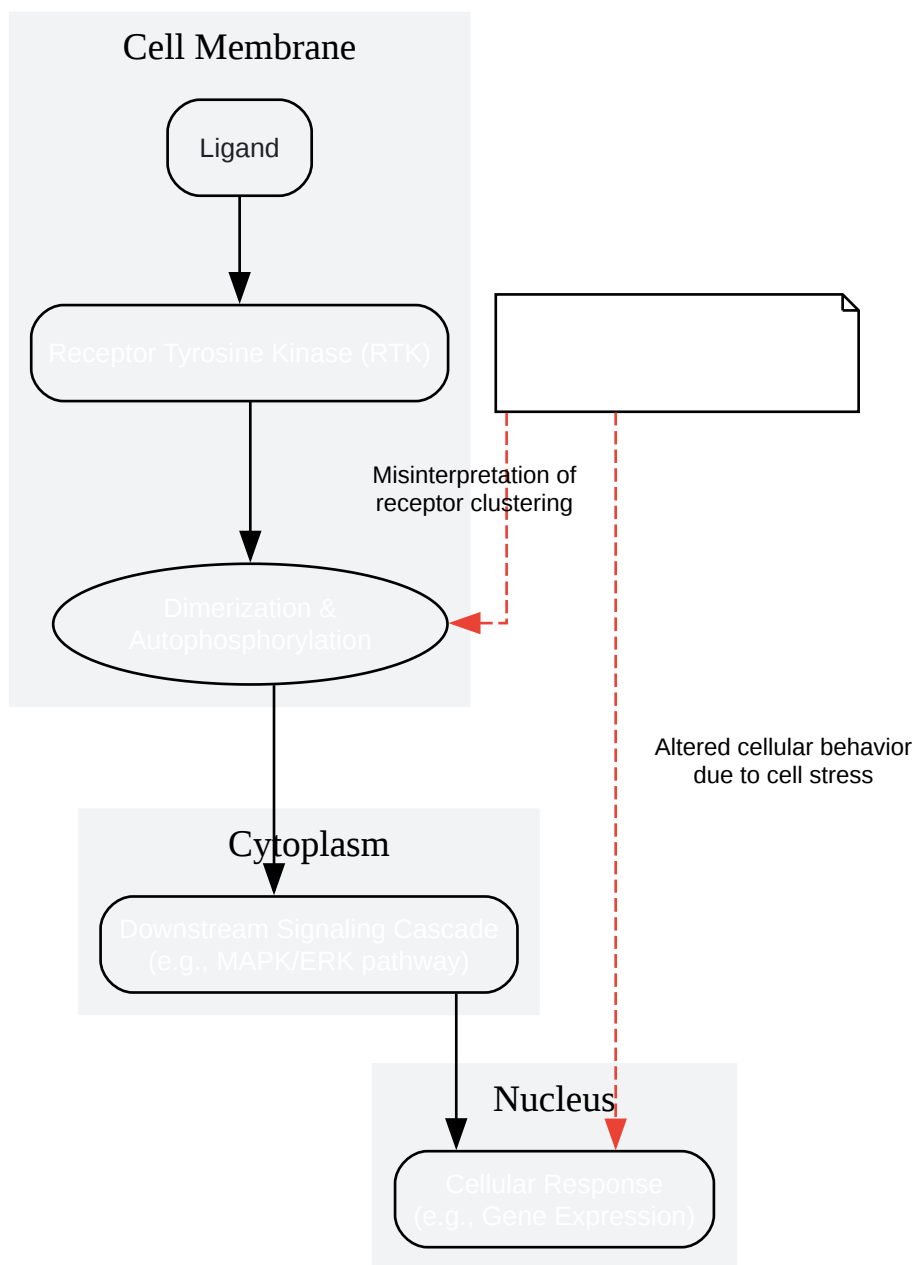 Cell Membrane
Ligand
Receptor Tyrosine Kinase (RTK)
Misinterpretation of
receptor clustering
Dimerization &
Autophosphorylation
Altered cellular behavior
due to cell stress
Cytoplasm
Downstream Signaling Cascade
(e.g., MAPK/ERK pathway)
Nucleus
Cellular Response
(e.g., Gene Expression)